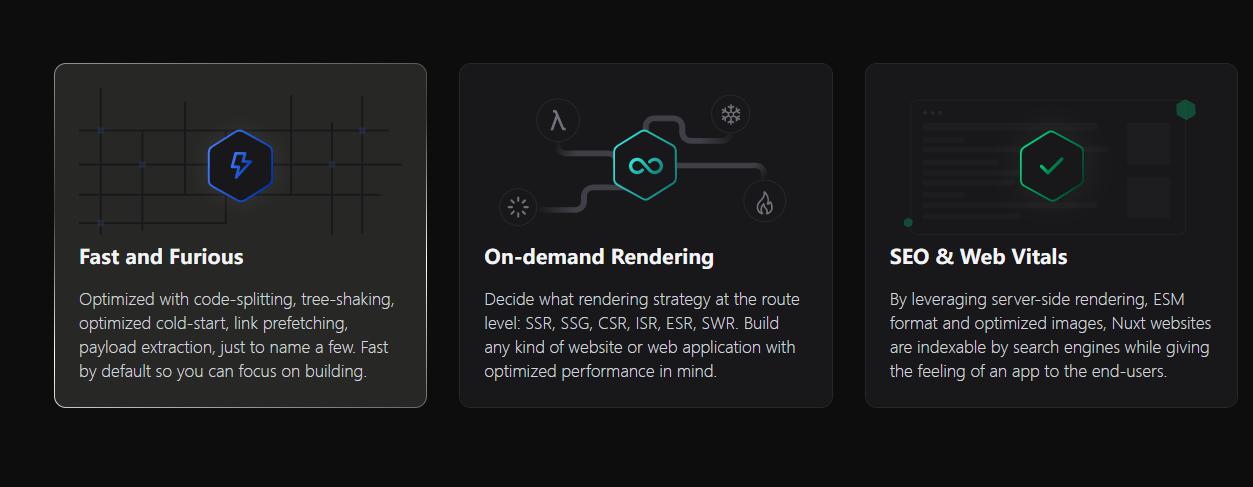 Fast and Furious
Optimized with code-splitting, tree-shaking,
optimized cold-start, link prefetching,
payload extraction, just to name a few. Fast
by default so you can focus on building.
λ
On-demand Rendering
Decide what rendering strategy at the route
level: SSR, SSG, CSR, ISR, ESR, SWR. Build
any kind of website or web application with
optimized performance in mind.
SEO & Web Vitals
By leveraging server-side rendering, ESM
format and optimized images, Nuxt websites
are indexable by search engines while giving
the feeling of an app to the end-users.